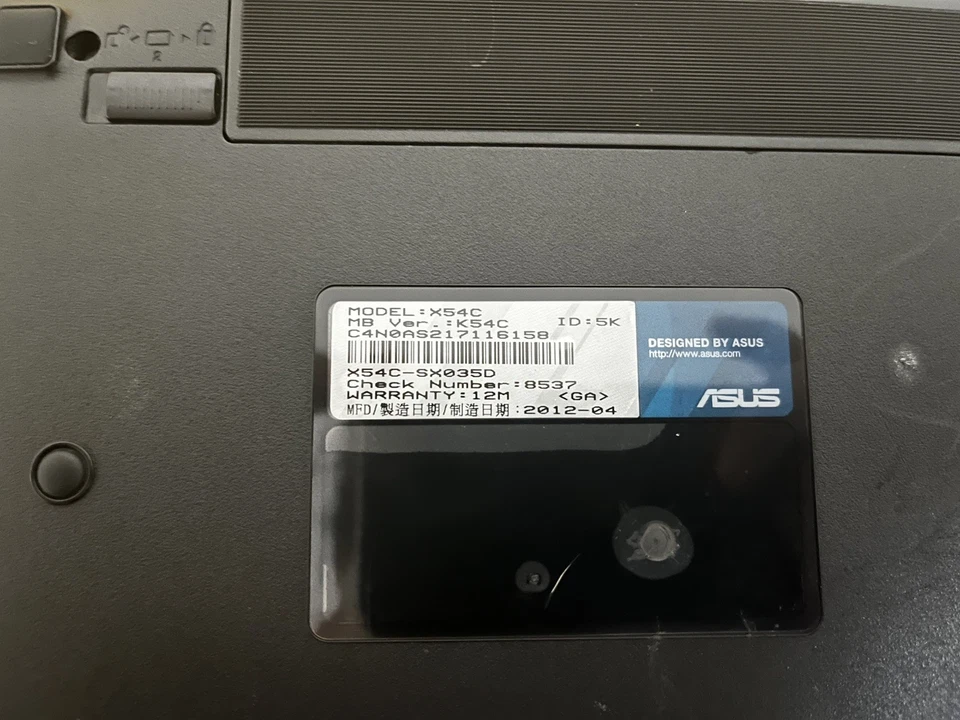 R
MODEL:X54C
MB Ver.:K54C ID:5K
C4N0AS217116158
X54C-SX035D
Check Number:8537
WARRANTY:12M <GA>
MFD/製造日期/制造日期:2012-04
DESIGNED BY ASUS
http://www.asus.com
ASUS